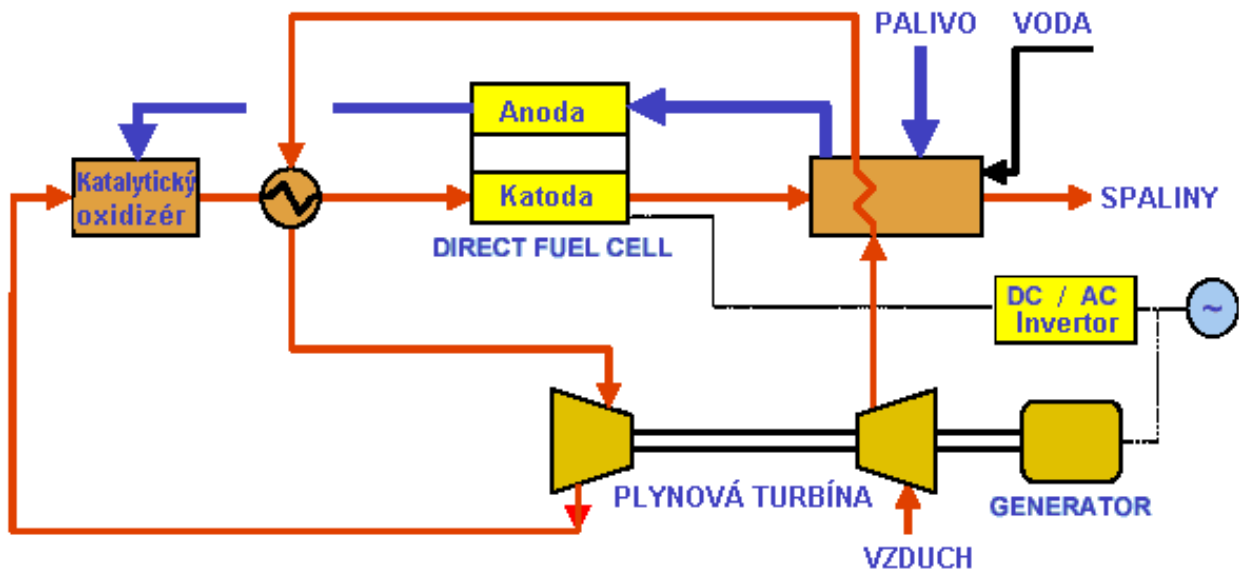 PALIVO VODA
Anoda
Katalytický
oxidizér
Katoda
SPALINY
DIRECT FUEL CELL
DC / AC
Invertor
~
PLYNOVÁ TURBÍNA
GENERATOR
VZDUCH